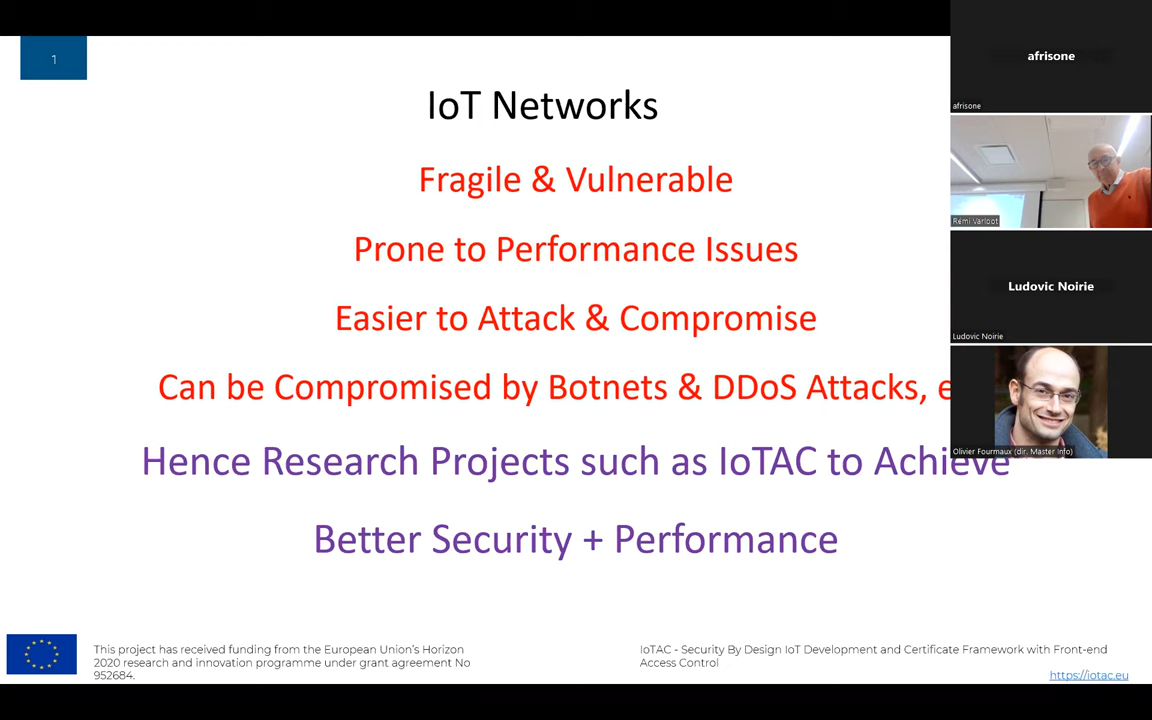 1
IoT Networks
Fragile & Vulnerable
Prone to Performance Issues
Easier to Attack & Compromise
Can be Compromised by Botnets & DDoS Attacks, e
Hence Research Projects such as IoTAC to Achieve
Better Security + Performance
This project has received funding from the European Union's Horizon
2020 research and innovation programme under grant agreement No
952684.
IoTAC - Security By Design IoT Development and Certificate Framework with Front-end
Access Control
https://iotac.eu
afrisone
afrisone
Rémi Varloot
Ludovic Noirie
Ludovic Noirie
Olivier Fourmaux (dir. Master Info)